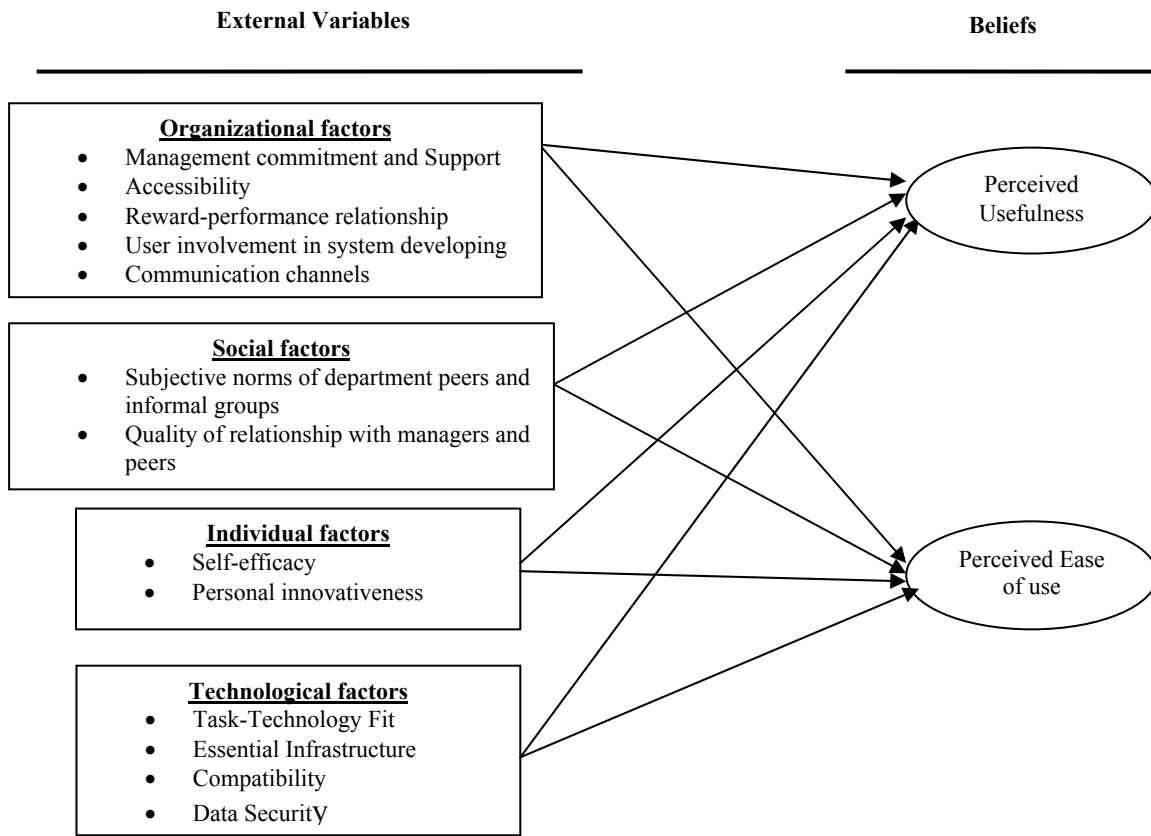 External Variables
Beliefs
Organizational factors
• Management commitment and Support
• Accessibility
• Reward-performance relationship
• User involvement in system developing
• Communication channels
Perceived
Usefulness
Social factors
• Subjective norms of department peers and
informal groups
• Quality of relationship with managers and
peers
Individual factors
• Self-efficacy
• Personal innovativeness
Perceived Ease
of use
Technological factors
• Task-Technology Fit
• Essential Infrastructure
• Compatibility
• Data Security